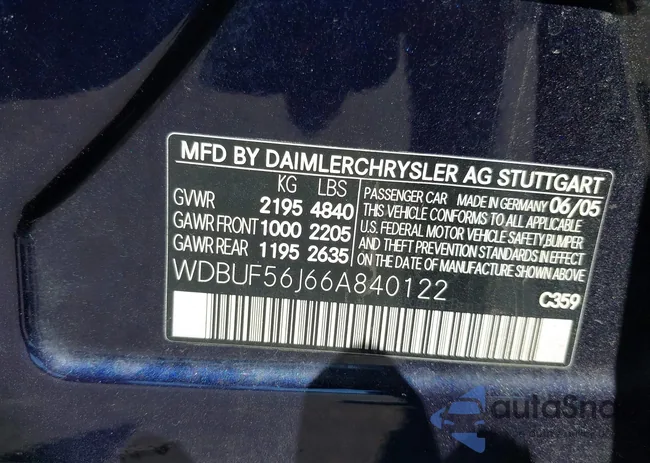 MFD BY DAIMLERCHRYSLER AG STUTTGART
KG LBS
GVWR 2195 4840
GAWR FRONT 1000 2205
GAWR REAR 1195 2635
PASSENGER CAR MADE IN GERMANY 06/05
THIS VEHICLE CONFORMS TO ALL APPLICABLE
U.S. FEDERAL MOTOR VEHICLE SAFETY, BUMPER
AND THEFT PREVENTION STANDARDS IN EFFECT
ON THE DATE OF MANUFACTURE SHOWN ABOVE.
WDBUF56J66A840122
C359